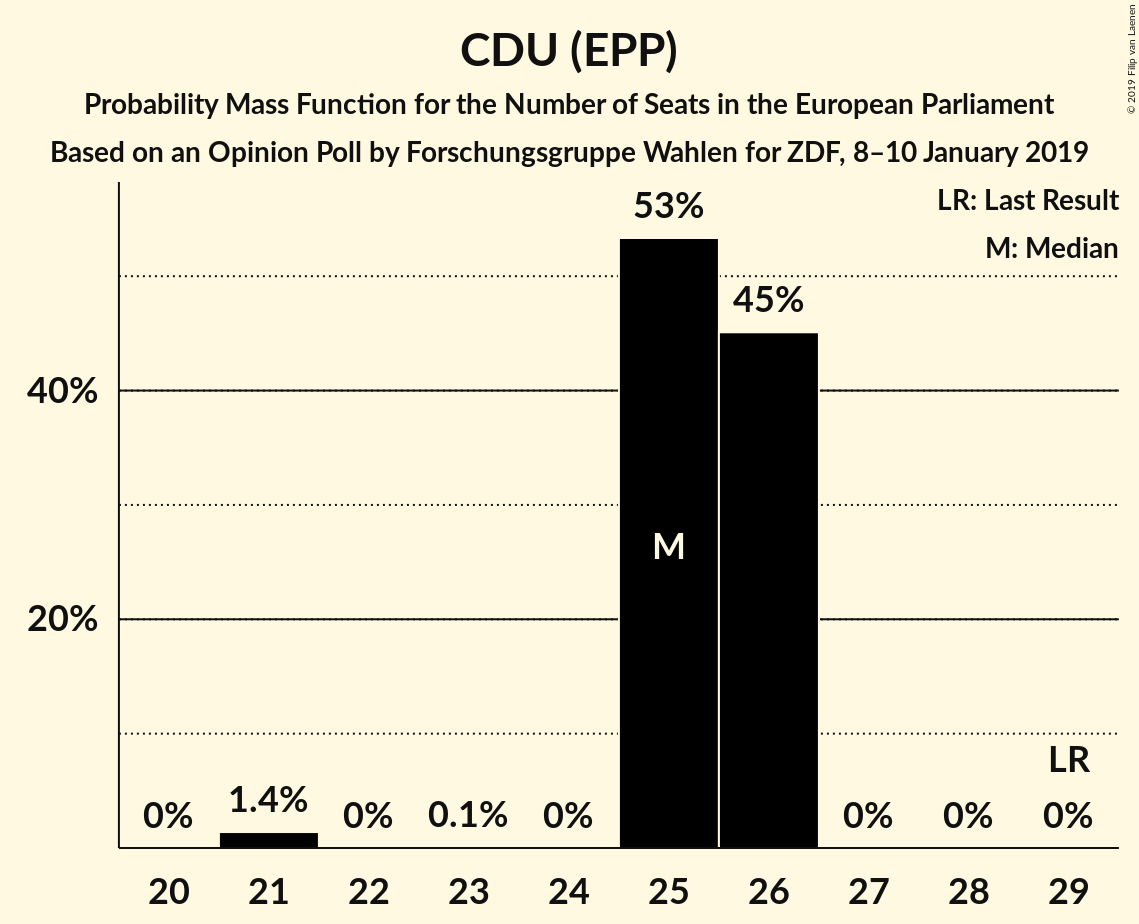 CDU (EPP)
Probability Mass Function for the Number of Seats in the European Parliament
Based on an Opinion Poll by Forschungsgruppe Wahlen for ZDF, 8–10 January 2019
© 2019 Filip van Laenen
LR: Last Result
M: Median
53%
45%
40%
M
20%
LR
0%
1.4%
0%
0.1%
0%
0%
0%
0%
20 21 22 23 24 25 26 27 28 29